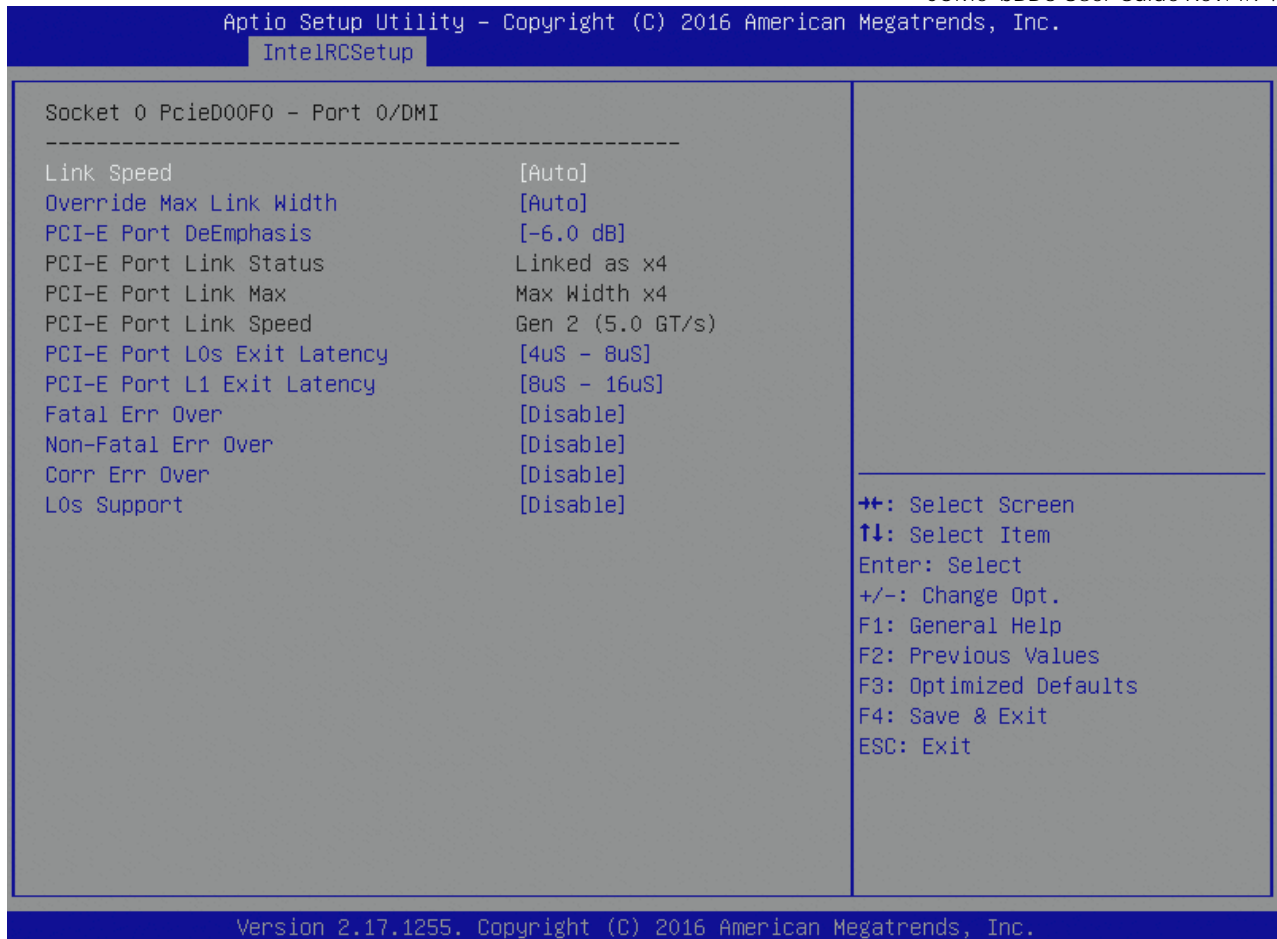 Aptio Setup Utility – Copyright (C) 2016 American Megatrends, Inc.
IntelRCSetup
Socket 0 PcieD00F0 – Port 0/DMI
--------------------------------------------------
Link Speed [Auto]
Override Max Link Width [Auto]
PCI-E Port DeEmphasis [-6.0 dB]
PCI-E Port Link Status Linked as x4
PCI-E Port Link Max Max Width x4
PCI-E Port Link Speed Gen 2 (5.0 GT/s)
PCI-E Port L0s Exit Latency [4uS - 8uS]
PCI-E Port L1 Exit Latency [8uS - 16uS]
Fatal Err Over [Disable]
Non-Fatal Err Over [Disable]
Corr Err Over [Disable]
L0s Support [Disable]
→←: Select Screen
↑↓: Select Item
Enter: Select
+/-: Change Opt.
F1: General Help
F2: Previous Values
F3: Optimized Defaults
F4: Save & Exit
ESC: Exit
Version 2.17.1255. Copyright (C) 2016 American Megatrends, Inc.